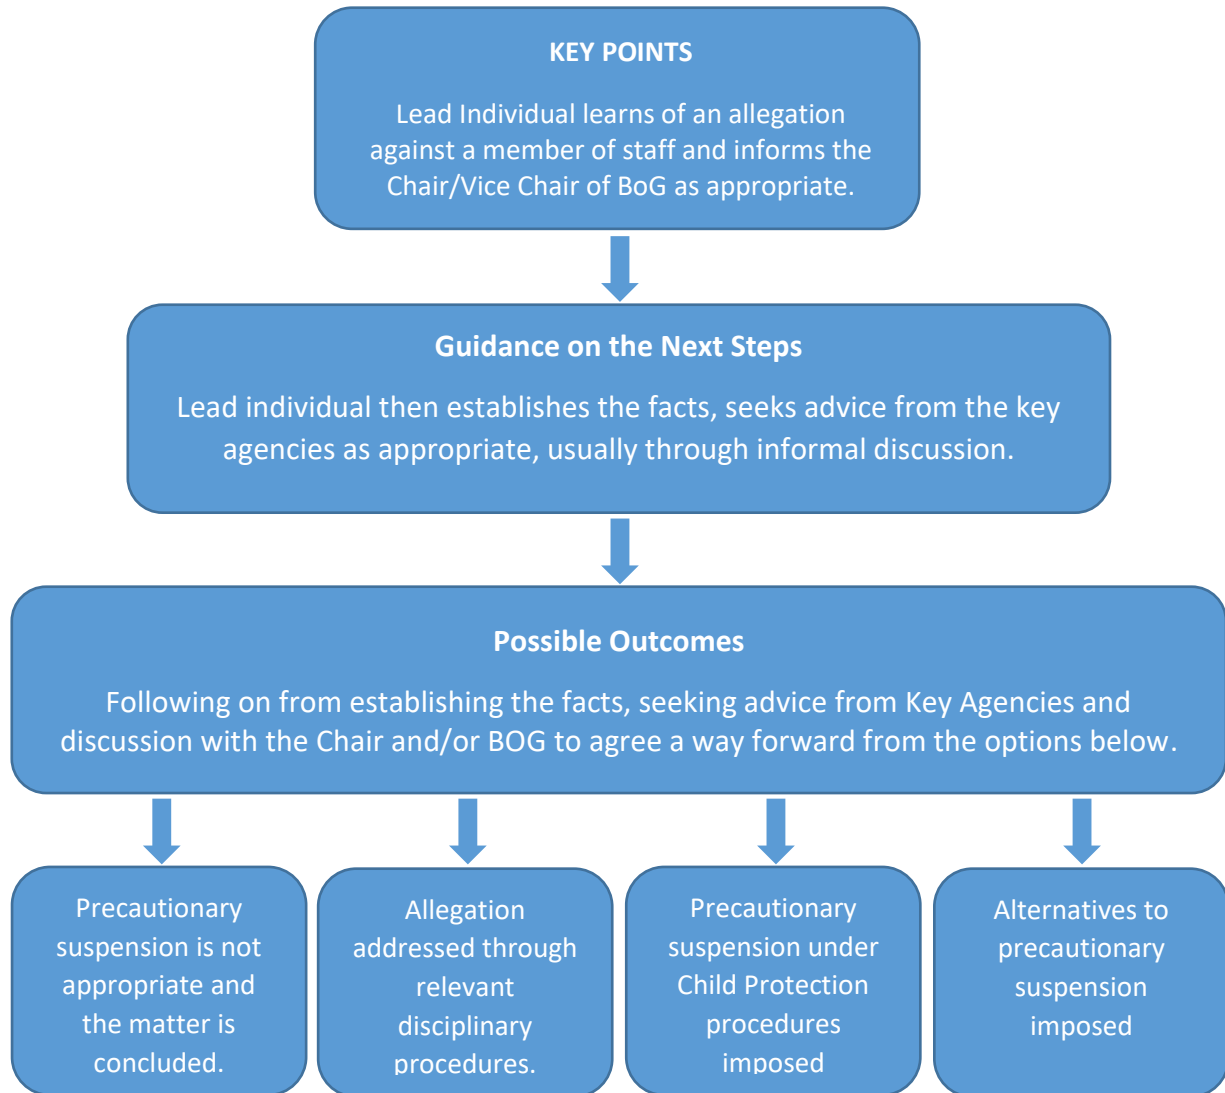 KEY POINTS
Lead Individual learns of an allegation
against a member of staff and informs the
Chair/Vice Chair of BoG as appropriate.
Guidance on the Next Steps
Lead individual then establishes the facts, seeks advice from the key
agencies as appropriate, usually through informal discussion.
Possible Outcomes
Following on from establishing the facts, seeking advice from Key Agencies and
discussion with the Chair and/or BOG to agree a way forward from the options below.
Precautionary
suspension is not
appropriate and
the matter is
concluded.
Allegation
addressed through
relevant
disciplinary
procedures.
Precautionary
suspension under
Child Protection
procedures
imposed
Alternatives to
precautionary
suspension
imposed